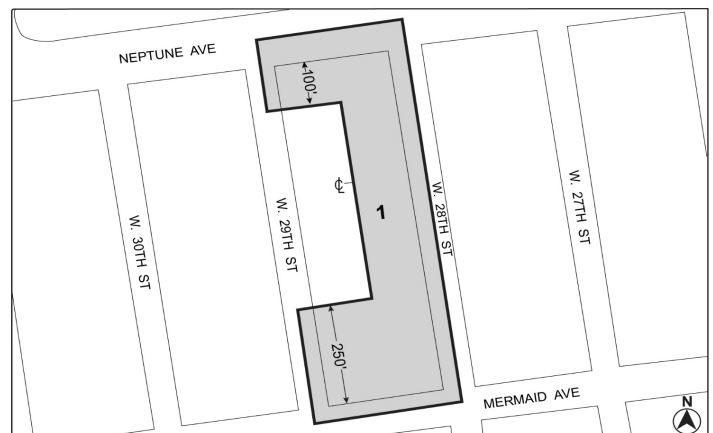 NEPTUNE AVE
100'
℄
1
W. 30TH ST
W. 29TH ST
W. 28TH ST
W. 27TH ST
250'
MERMAID AVE
N